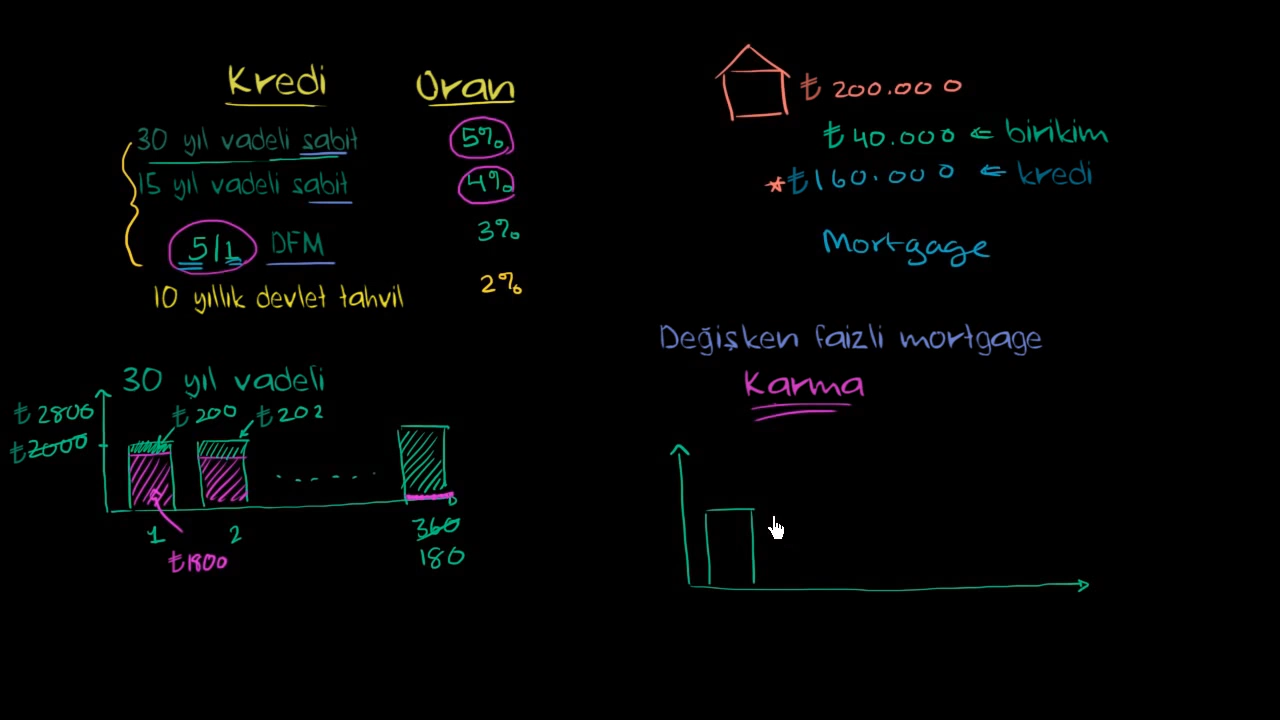 Kredi Oran
30 yıl vadeli sabit 5%
15 yıl vadeli sabit 4%
5/1 DFM 3%
10 yıllık devlet tahvil 2%
₺ 200.000
₺ 40.000 ← birikim
*₺160.000 ← kredi
Mortgage
Değişken faizli mortgage
Karma
30 yıl vadeli
₺ 2800
₺ 2000
₺ 200
₺ 202
1
2
360
180
₺1800